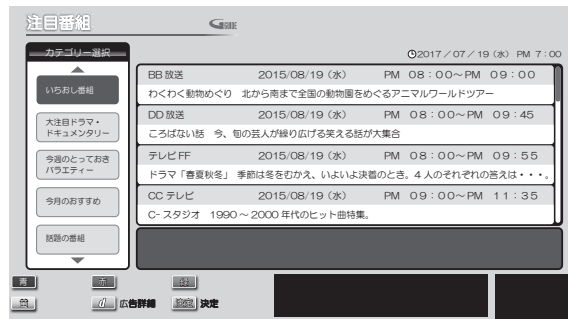 注目番組
G GUIDE
カテゴリー選択
2017／07／19（水） PM 7：00
いちおし番組
大注目ドラマ・
ドキュメンタリー
今週のとっておき
バラエティー
今月のおすすめ
話題の番組
BB 放送 2015/08/19（水） PM 08：00～PM 09：00
わくわく動物めぐり 北から南まで全国の動物園をめぐるアニマルワールドツアー
DD 放送 2015/08/19（水） PM 08：00～PM 09：45
ころばない話 今、旬の芸人が繰り広げる笑える話が大集合
テレビ FF 2015/08/19（水） PM 08：00～PM 09：55
ドラマ「春夏秋冬」 季節は冬をむかえ、いよいよ決着のとき。4 人のそれぞれの答えは・・・。
CC テレビ 2015/08/19（水） PM 09：00～PM 11：35
C- スタジオ 1990 ～ 2000 年代のヒット曲特集。
青 赤 緑
黄 d 広告詳細 決定 決定